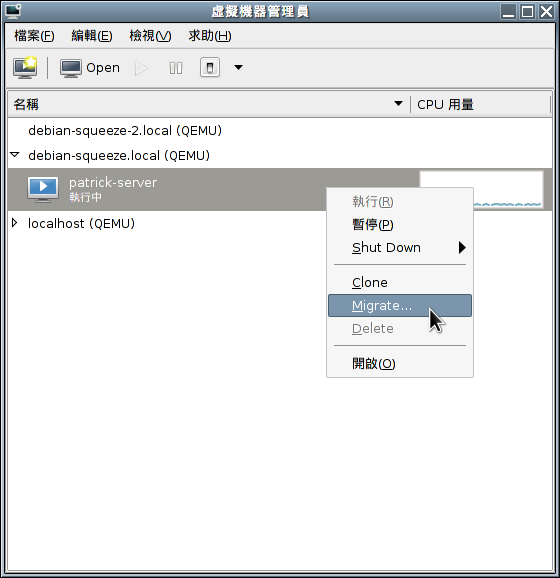 虛擬機器管理員
檔案(F) 編輯(E) 檢視(V) 求助(H)
Open
名稱 CPU 用量
debian-squeeze-2.local (QEMU)
debian-squeeze.local (QEMU)
patrick-server
執行中
localhost (QEMU)
執行(R)
暫停(P)
Shut Down
Clone
Migrate...
Delete
開啟(O)